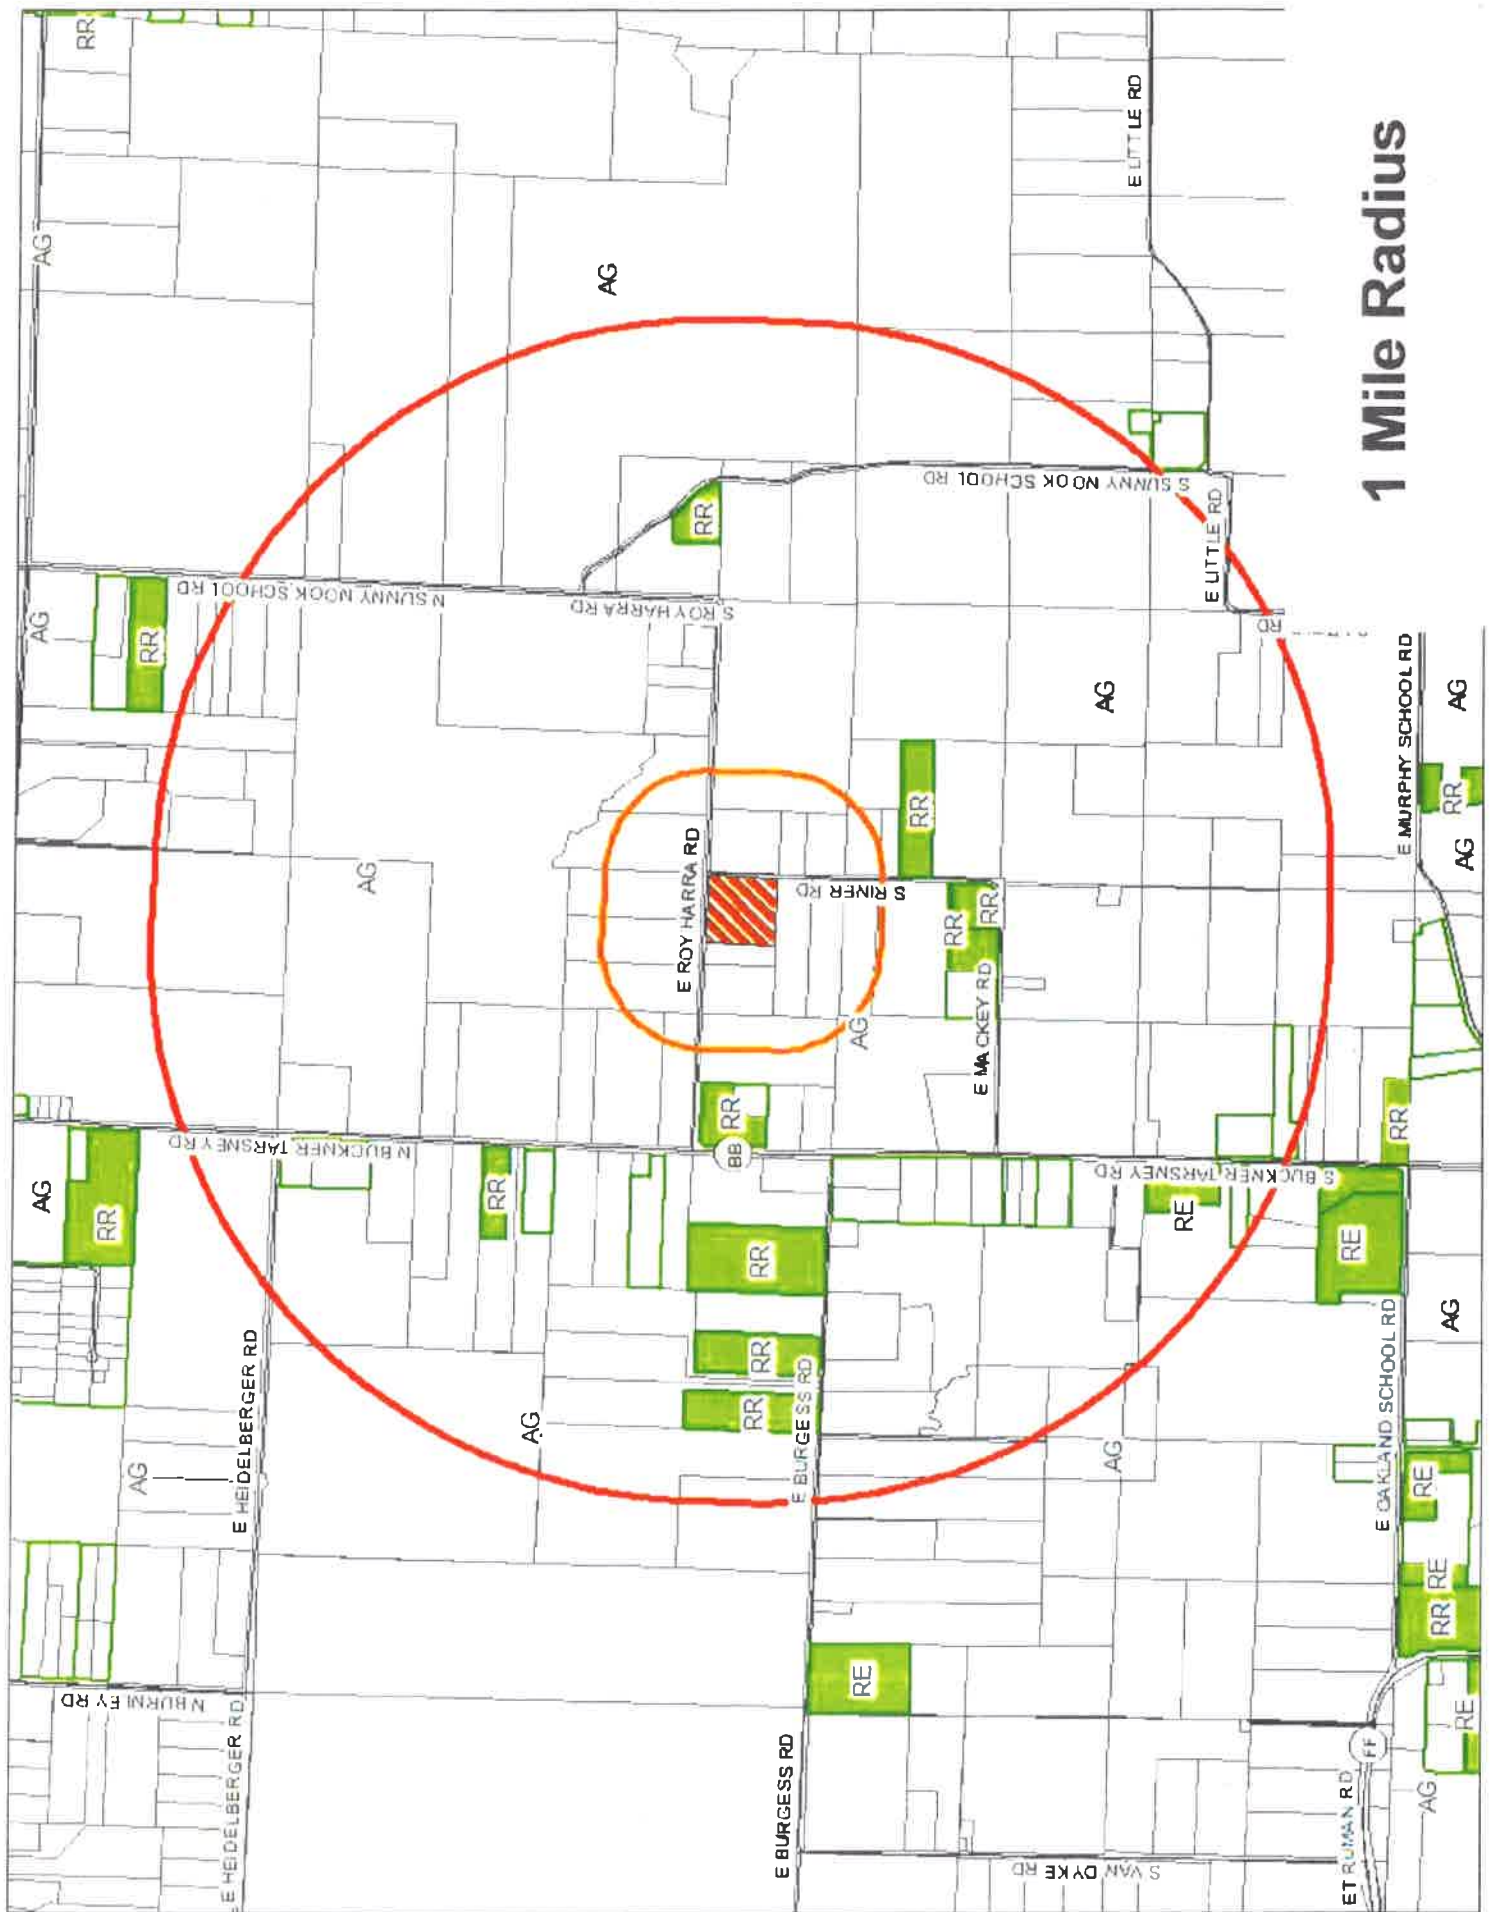 AG
AG
AG
RR
RR
N BURNLEY RD
AG
RR
E HEIDELBERGER RD
E HEIDELBERGER RD
N BUCKNER TARSNEY RD
N SUNNY NOOK SCHOOL RD
AG
RR
AG
AG
S ROY HARRA RD
E ROY HARRA RD
RR
BB
RR
RR
RR
RR
E BURGESS RD
E BURGESS RD
S RINER RD
RE
AG
RR
RR
E MACKEY RD
RR
S SUNNY NOOK SCHOOL RD
S VAN DYKE RD
AG
AG
E LITTLE RD
RE
S BUCKNER TARSNEY RD
E LITTLE RD
RD
E TRUMAN RD
FF
RE
E OAKLAND SCHOOL RD
RR
E MURPHY SCHOOL RD
1 Mile Radius
AG
RR
RE
RE
AG
RE
AG
RR
AG